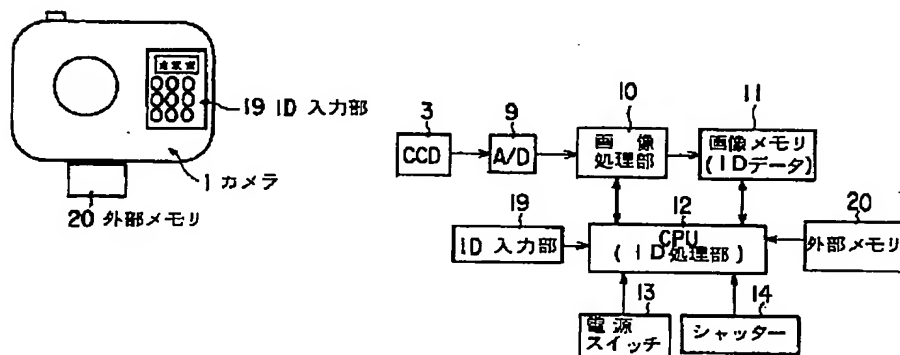 19 ID 入力部
1 カメラ
20 外部メモリ
3
CCD
9
A/D
10
画像
処理部
11
画像メモリ
(IDデータ)
19
ID 入力部
12
CPU
(ID処理部)
20
外部メモリ
13
電源
スイッチ
14
シャッター